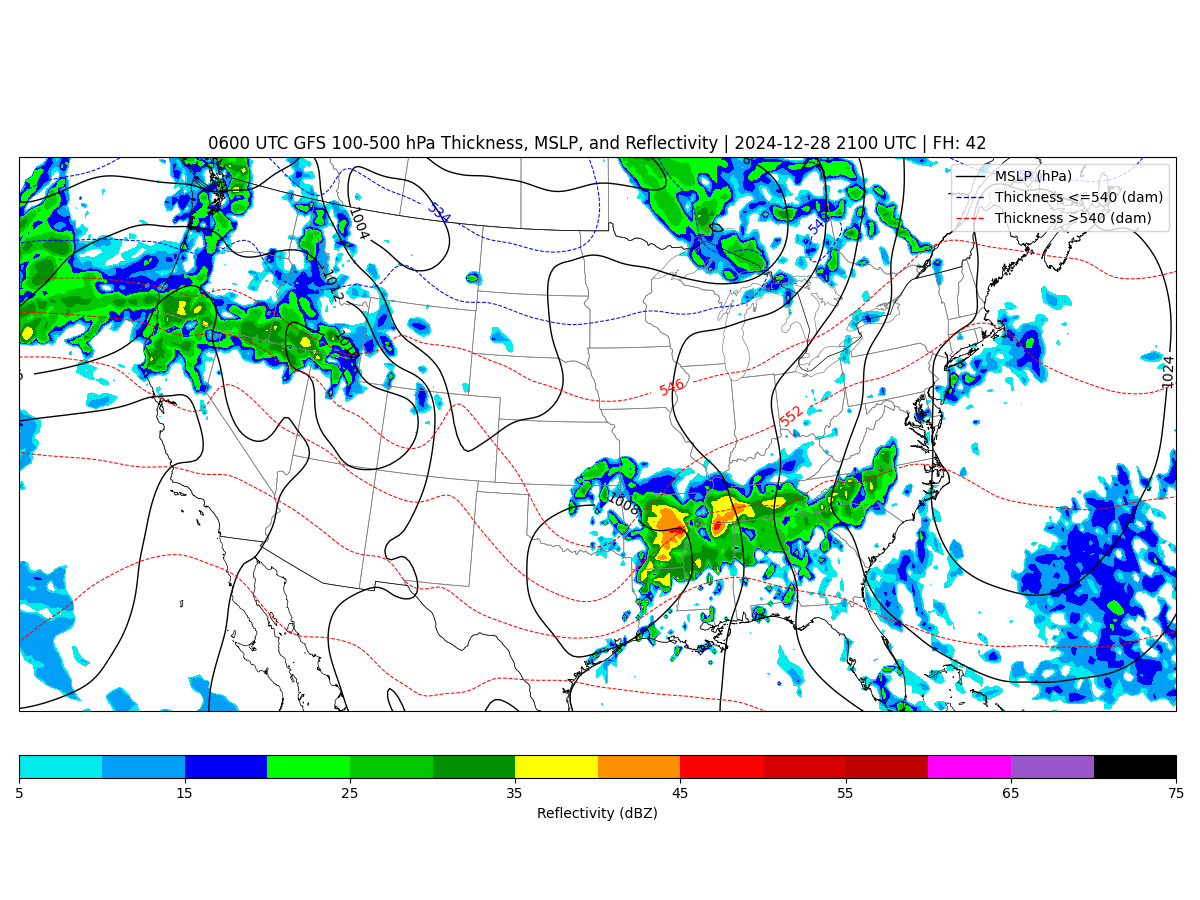 0600 UTC GFS 100-500 hPa Thickness, MSLP, and Reflectivity | 2024-12-28 2100 UTC | FH: 42
MSLP (hPa)
Thickness <=540 (dam)
Thickness >540 (dam)
534
1004
1012
546
552
1008
1024
5 15 25 35 45 55 65 75
Reflectivity (dBZ)